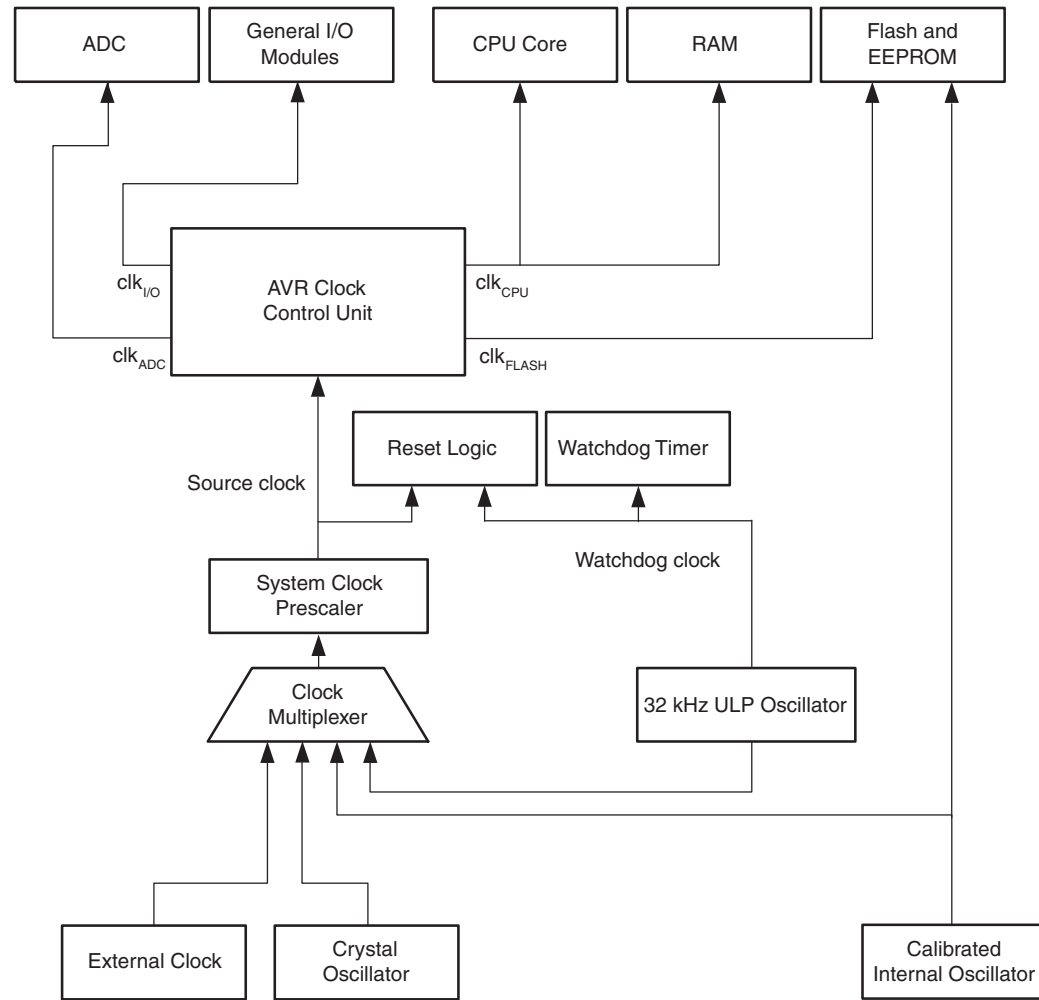 ADC
General I/O
Modules
CPU Core
RAM
Flash and
EEPROM
clkI/O
AVR Clock
Control Unit
clkCPU
clkADC
clkFLASH
Reset Logic
Watchdog Timer
Source clock
Watchdog clock
System Clock
Prescaler
Clock
Multiplexer
32 kHz ULP Oscillator
External Clock
Crystal
Oscillator
Calibrated
Internal Oscillator